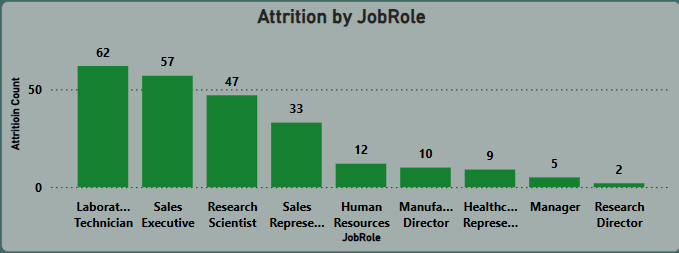 Attrition by JobRole
62
57
47
33
12
10
9
5
2
50
0
Attritioin Count
Laborat... Sales Research Sales Human Manufa... Healthc... Manager Research
Technician Executive Scientist Represe... Resources Director Represe... Director
JobRole